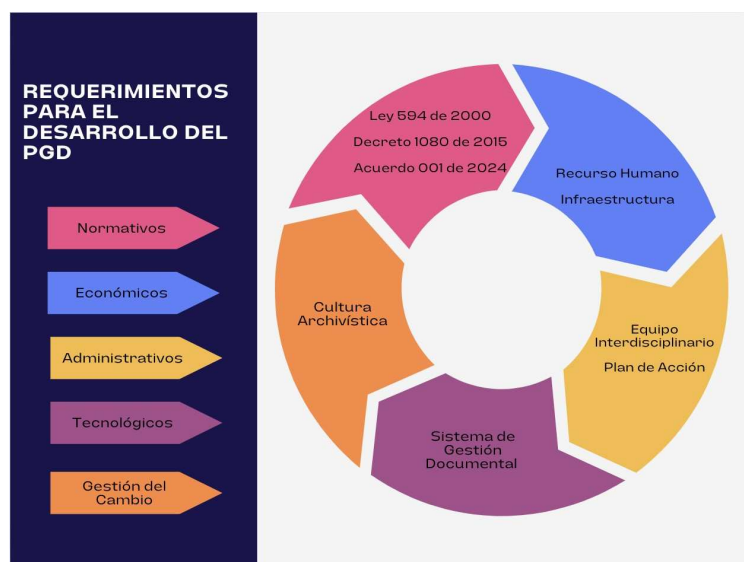 REQUERIMIENTOS
PARA EL
DESARROLLO DEL
PGD
Normativos
Económicos
Administrativos
Tecnológicos
Gestión del
Cambio
Ley 594 de 2000
Decreto 1080 de 2015
Acuerdo 001 de 2024
Recurso Humano
Infraestructura
Equipo
Interdisciplinario
Plan de Acción
Sistema de
Gestión
Documental
Cultura
Archivística